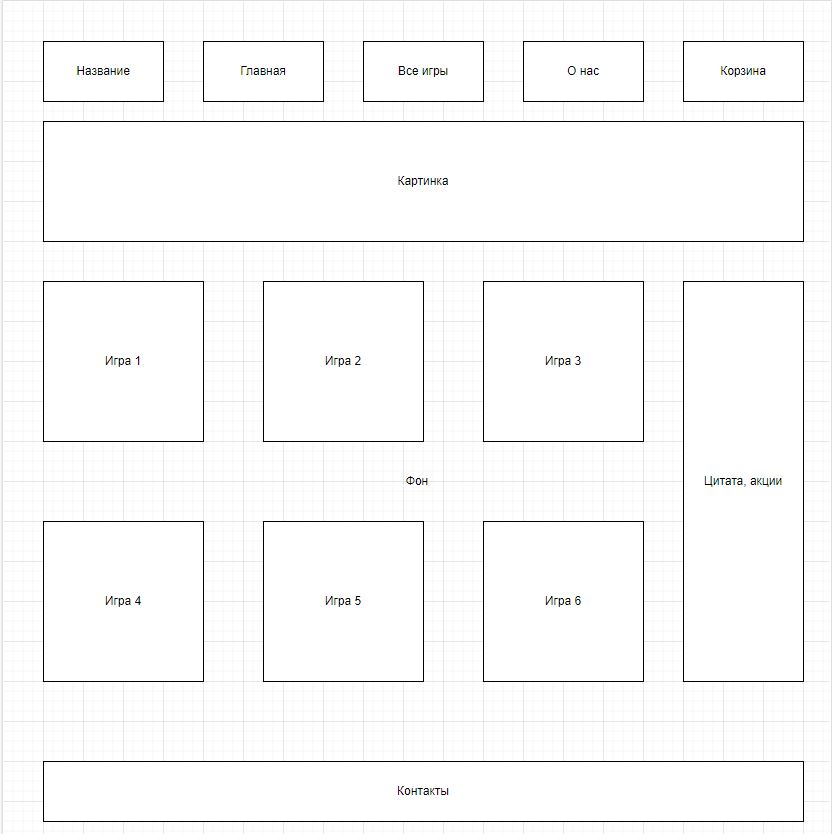 Название
Главная
Все игры
О нас
Корзина
Картинка
Игра 1
Игра 2
Игра 3
Фон
Цитата, акции
Игра 4
Игра 5
Игра 6
Контакты